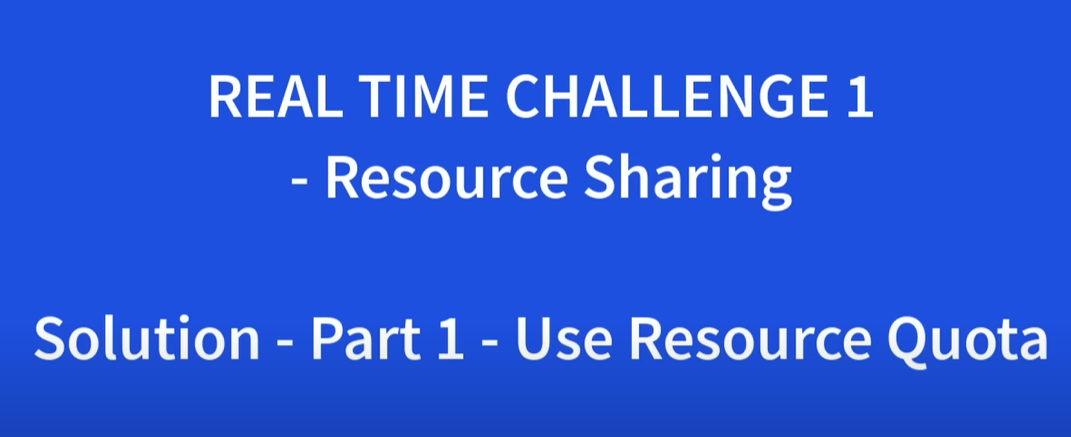 REAL TIME CHALLENGE 1
- Resource Sharing
Solution - Part 1 - Use Resource Quota